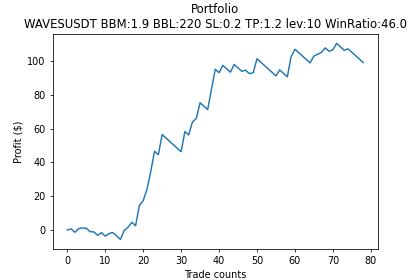 Portfolio
WAVESUSDT BBM:1.9 BBL:220 SL:0.2 TP:1.2 lev:10 WinRatio:46.0
Profit ($)
100
80
60
40
20
0
0 10 20 30 40 50 60 70 80
Trade counts